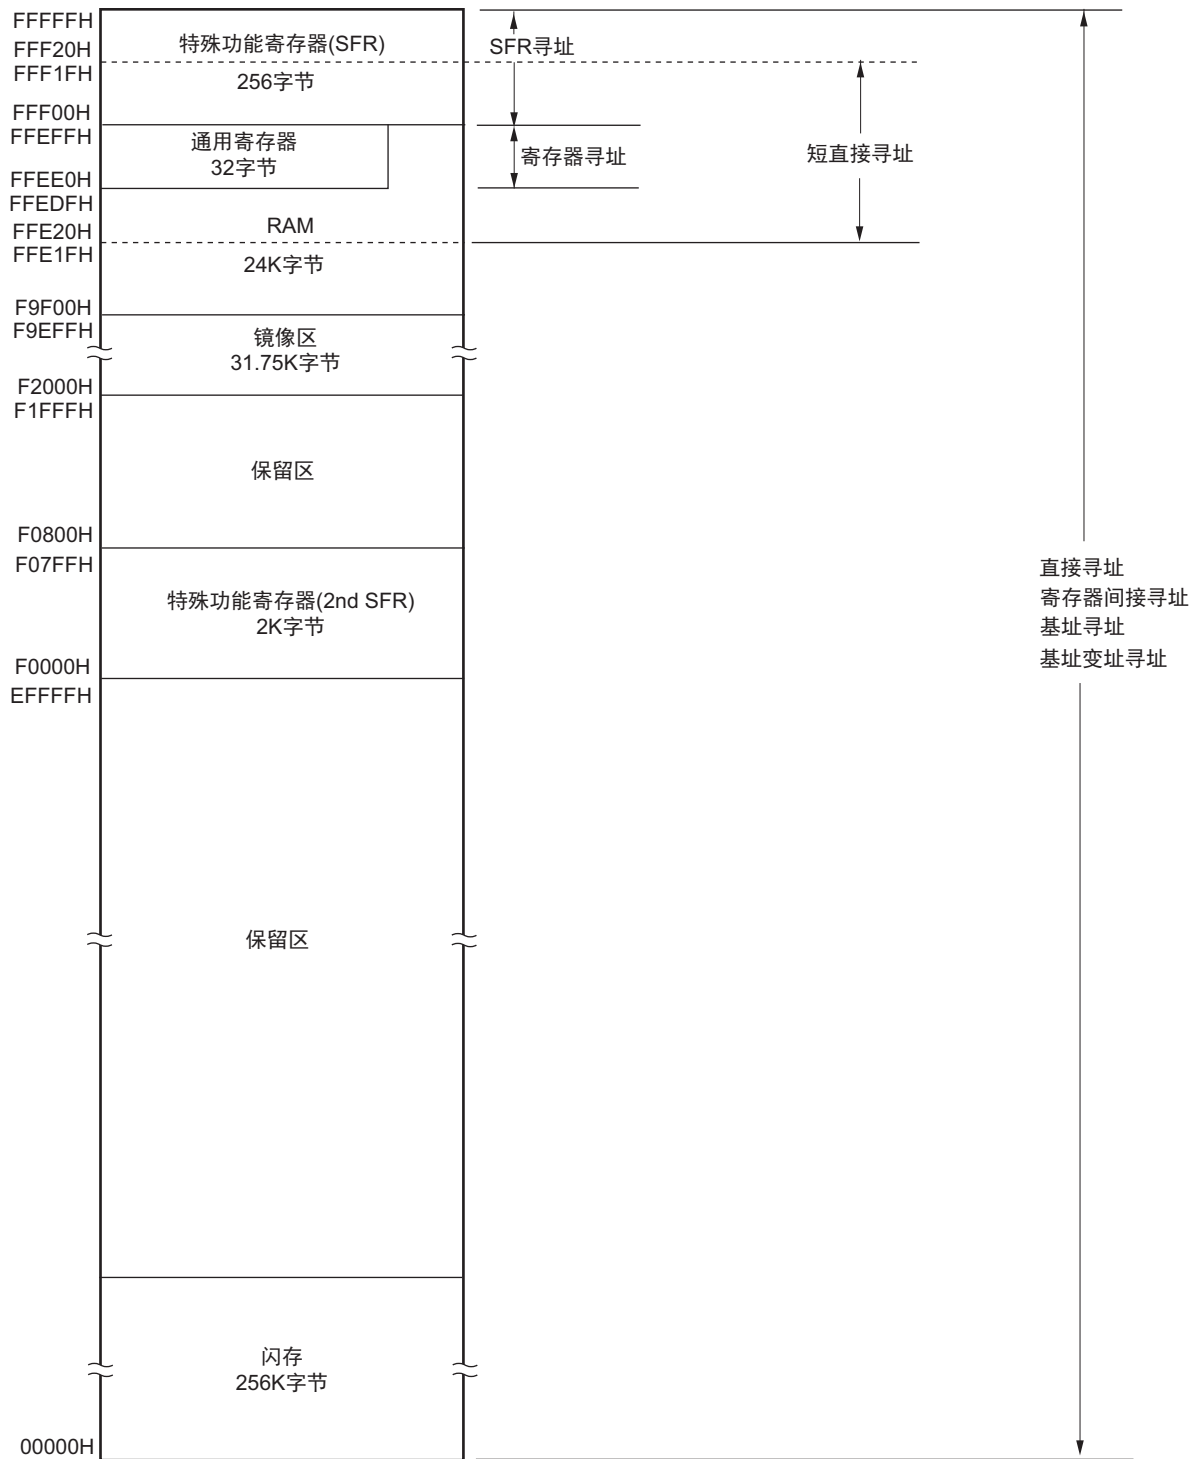 FFFFFH
特殊功能寄存器(SFR)
SFR寻址
FFF20H
FFF1FH
256字节
FFF00H
FFEFFH
通用寄存器
32字节
寄存器寻址
短直接寻址
FFEE0H
FFEDFH
RAM
FFE20H
FFE1FH
24K字节
F9F00H
F9EFFH
镜像区
31.75K字节
F2000H
F1FFFH
保留区
F0800H
F07FFH
直接寻址
寄存器间接寻址
基址寻址
基址变址寻址
特殊功能寄存器(2nd SFR)
2K字节
F0000H
EFFFFH
保留区
闪存
256K字节
00000H